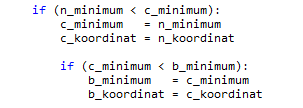 if (n_minimum < c_minimum):
c_minimum   = n_minimum
c_koordinat = n_koordinat
if (c_minimum < b_minimum):
b_minimum   = c_minimum
b_koordinat = c_koordinat